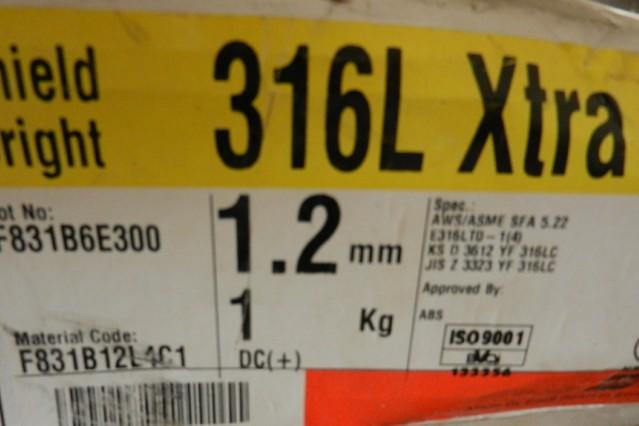 hield
right
316L Xtra
ot No:
F831B6E300
1.2 mm
1 Kg
DC(+)
Material Code:
F831B12L4C1
Spec.:
AWS/ASME SFA 5.22
E316LT0-1(4)
KS D 3612 YF 316LC
JIS Z 3323 YF 316LC
Approved By
ABS
ISO9001